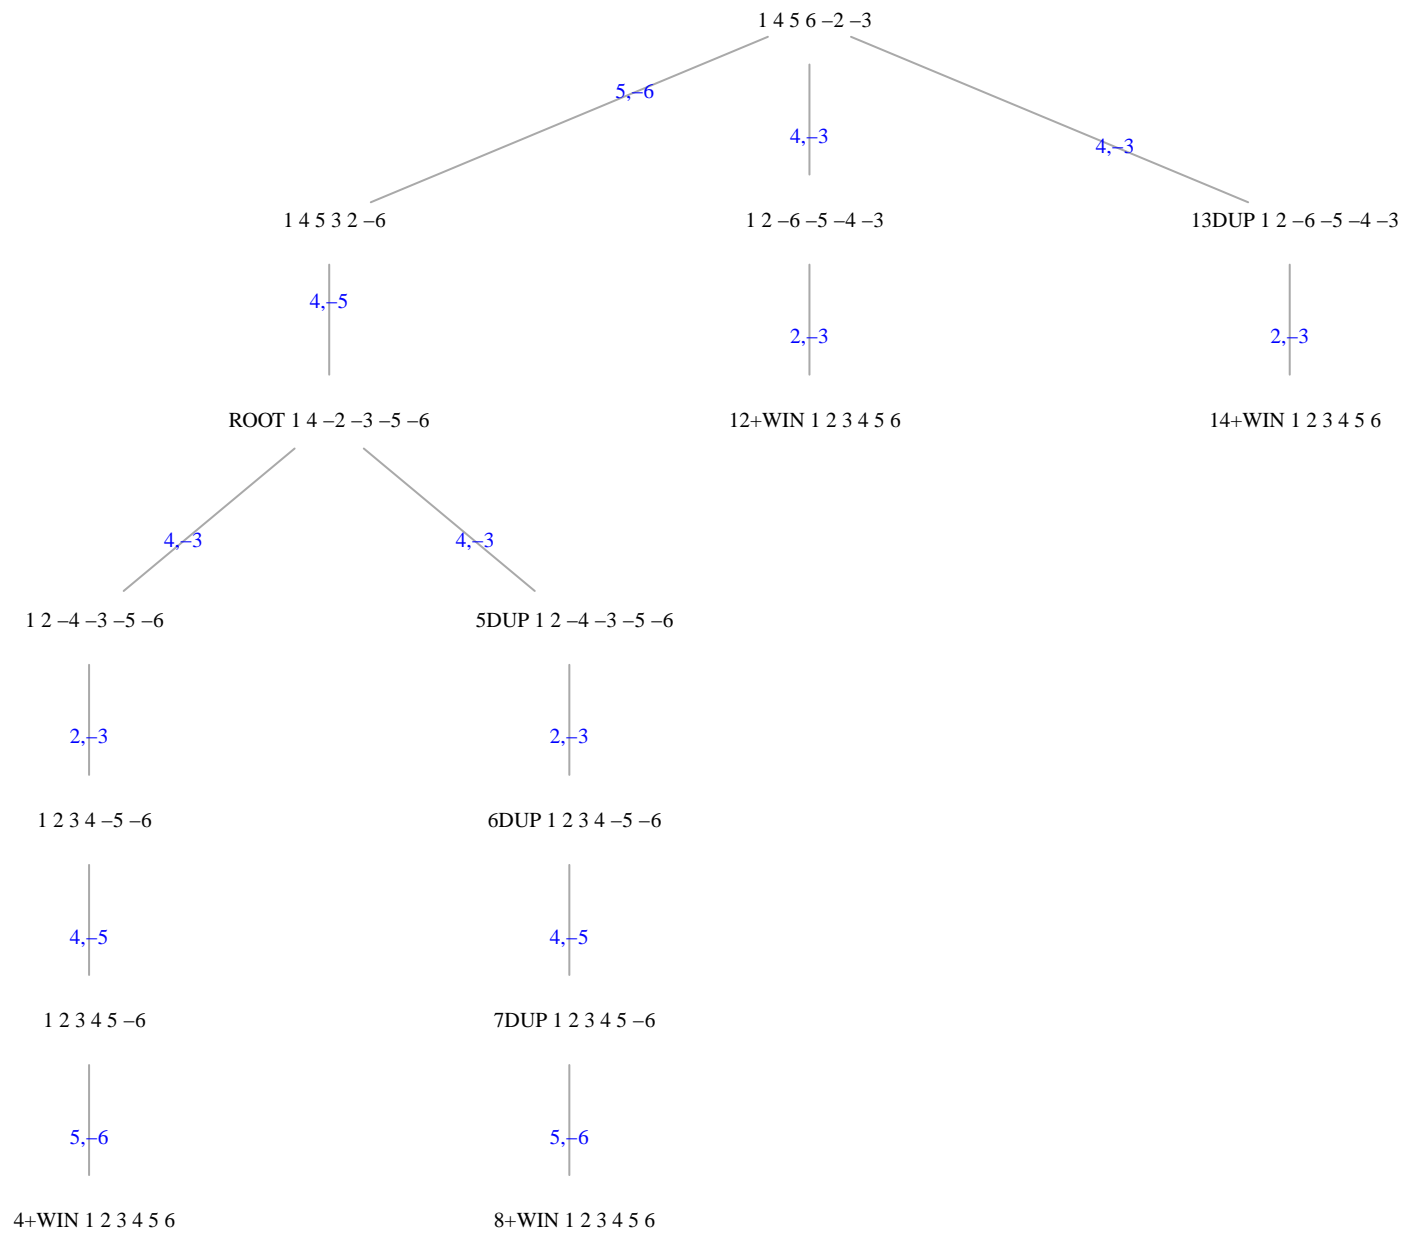 1 4 5 6 –2 –3
5,–6
4,–3
4,–3
1 4 5 3 2 –6
1 2 –6 –5 –4 –3
13DUP 1 2 –6 –5 –4 –3
4,–5
2,–3
2,–3
ROOT 1 4 –2 –3 –5 –6
12+WIN 1 2 3 4 5 6
14+WIN 1 2 3 4 5 6
4,–3
4,–3
1 2 –4 –3 –5 –6
5DUP 1 2 –4 –3 –5 –6
2,–3
2,–3
1 2 3 4 –5 –6
6DUP 1 2 3 4 –5 –6
4,–5
4,–5
1 2 3 4 5 –6
7DUP 1 2 3 4 5 –6
5,–6
5,–6
4+WIN 1 2 3 4 5 6
8+WIN 1 2 3 4 5 6